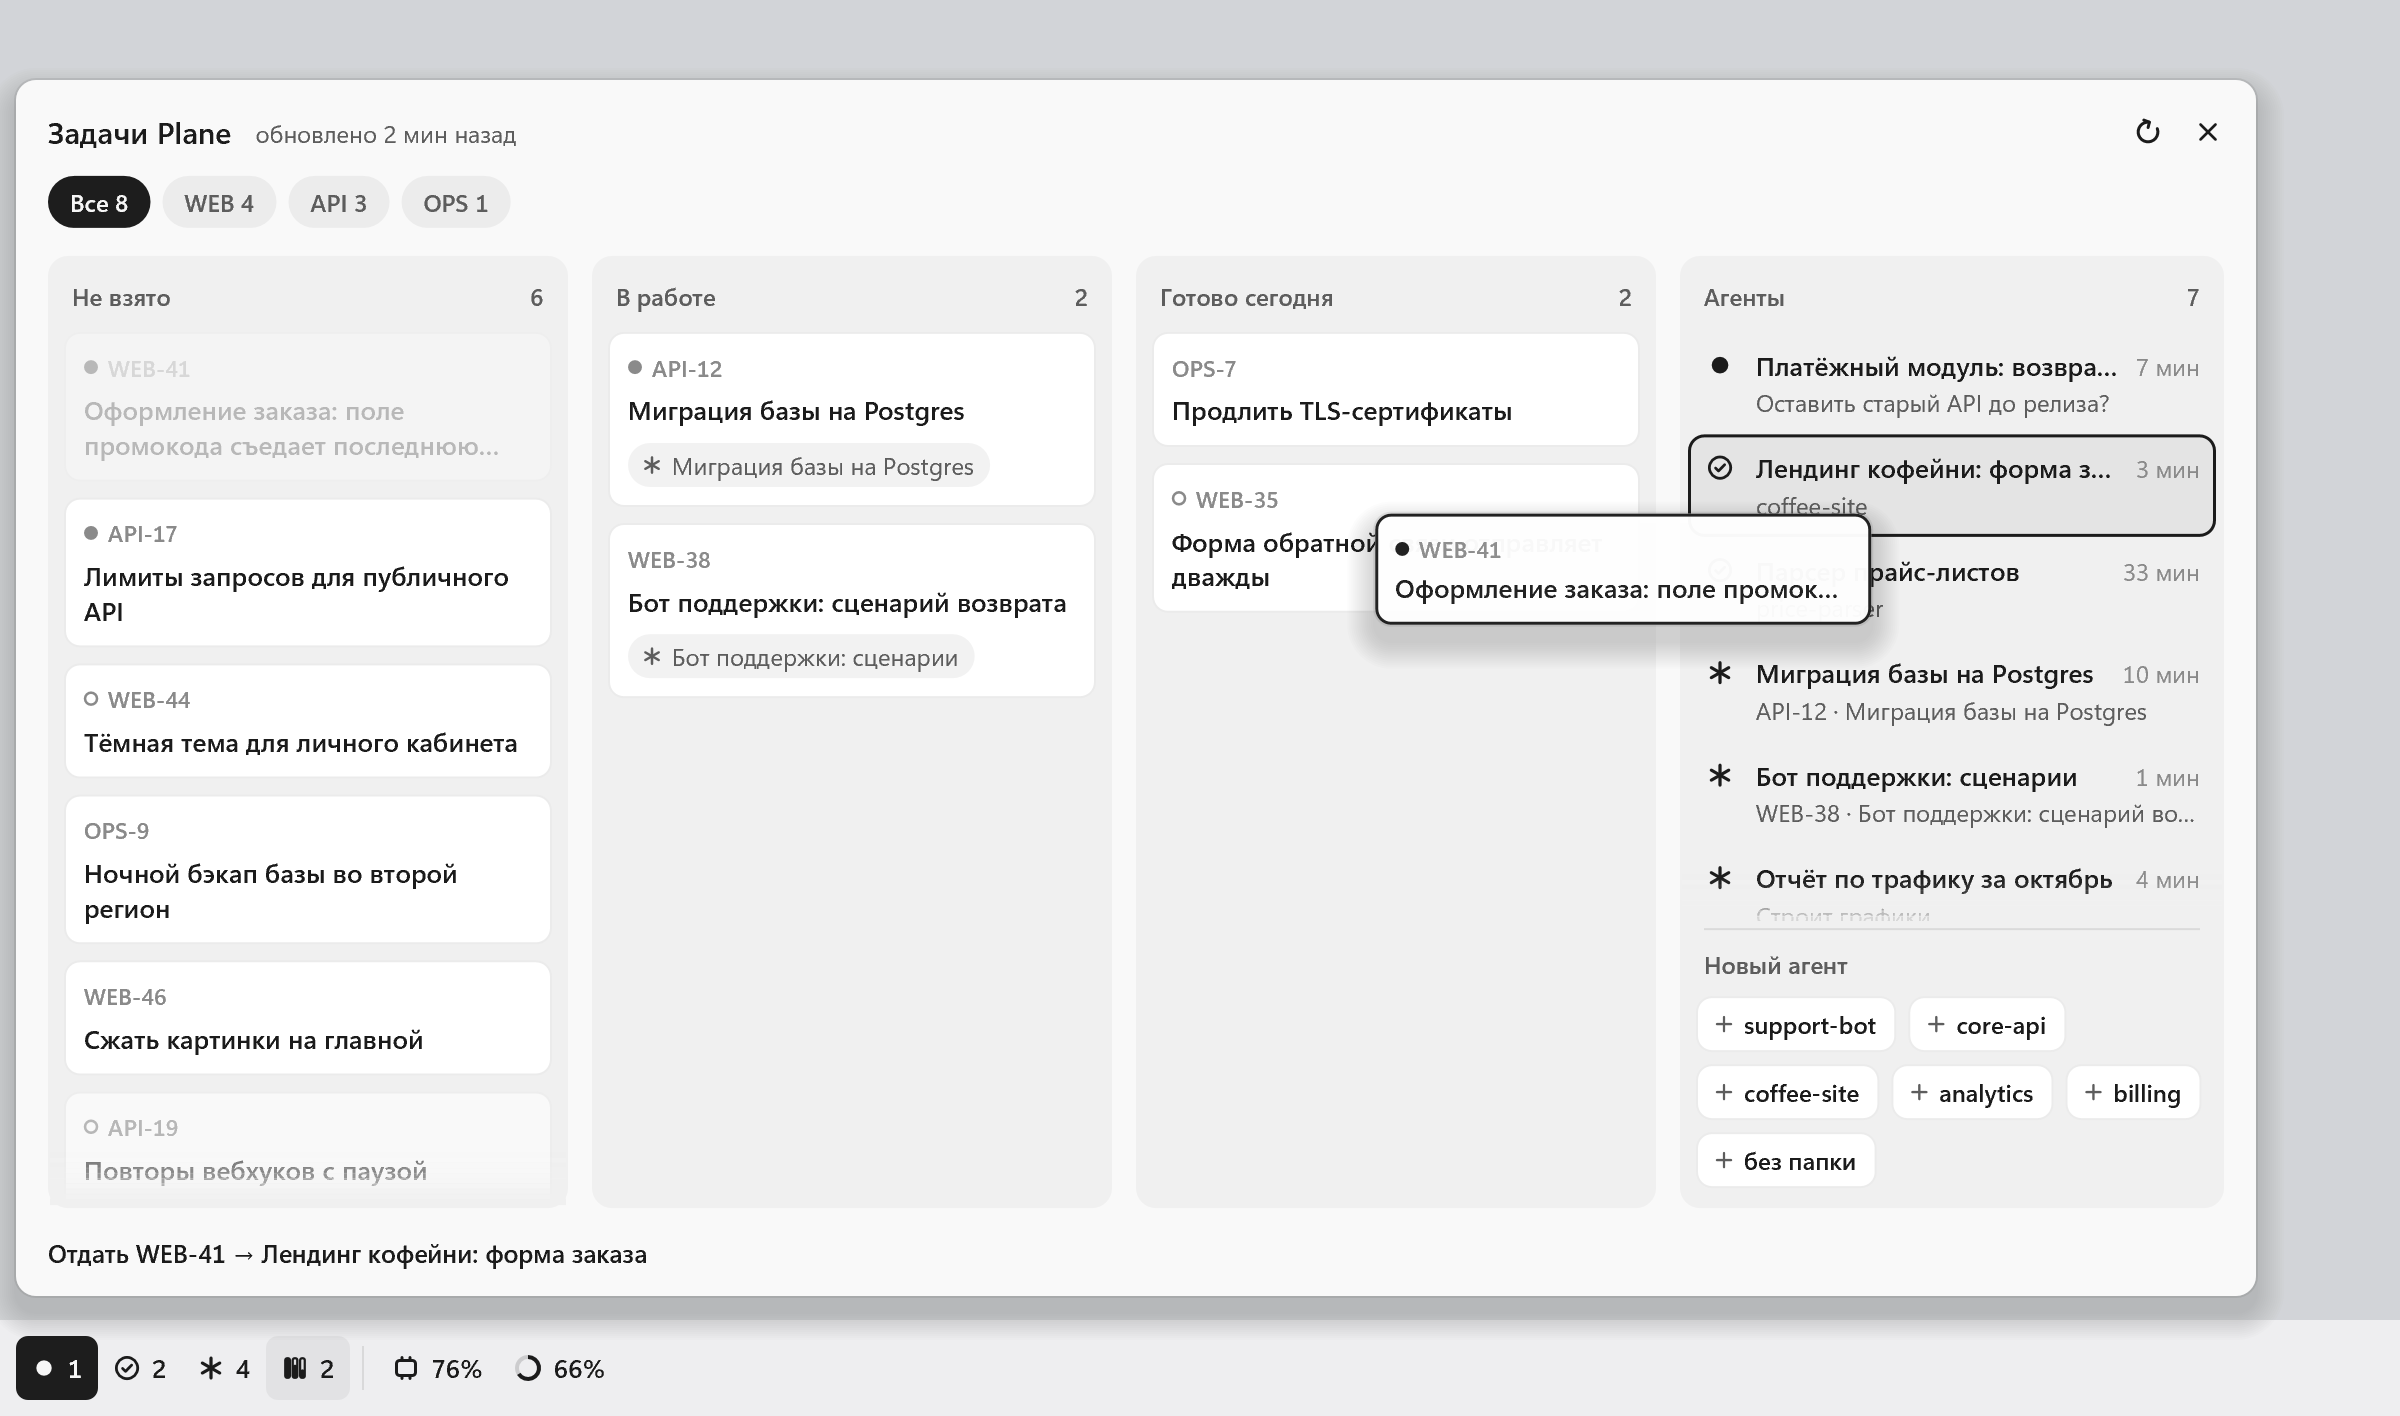 Задачи Plane обновлено 2 мин назад
Все 8 WEB 4 API 3 OPS 1
Не взято 6
WEB-41
Оформление заказа: поле
промокода съедает последнюю...
API-17
Лимиты запросов для публичного
API
WEB-44
Тёмная тема для личного кабинета
OPS-9
Ночной бэкап базы во второй
регион
WEB-46
Сжать картинки на главной
API-19
Повторы вебхуков с паузой
В работе 2
API-12
Миграция базы на Postgres
Миграция базы на Postgres
WEB-38
Бот поддержки: сценарий возврата
Бот поддержки: сценарии
Готово сегодня 2
OPS-7
Продлить TLS-сертификаты
WEB-35
Форма обратной отправляет
дважды
WEB-41
Оформление заказа: поле промок...
Агенты 7
Платёжный модуль: возвра... 7 мин
Оставить старый API до релиза?
Лендинг кофейни: форма з... 3 мин
coffee-site
Парсер прайс-листов 33 мин
price-parser
Миграция базы на Postgres 10 мин
API-12 · Миграция базы на Postgres
Бот поддержки: сценарии 1 мин
WEB-38 · Бот поддержки: сценарий во...
Отчёт по трафику за октябрь 4 мин
Строит графики
Новый агент
+ support-bot + core-api
+ coffee-site + analytics + billing
+ без папки
Отдать WEB-41 → Лендинг кофейни: форма заказа
1 2 4 2 76% 66%